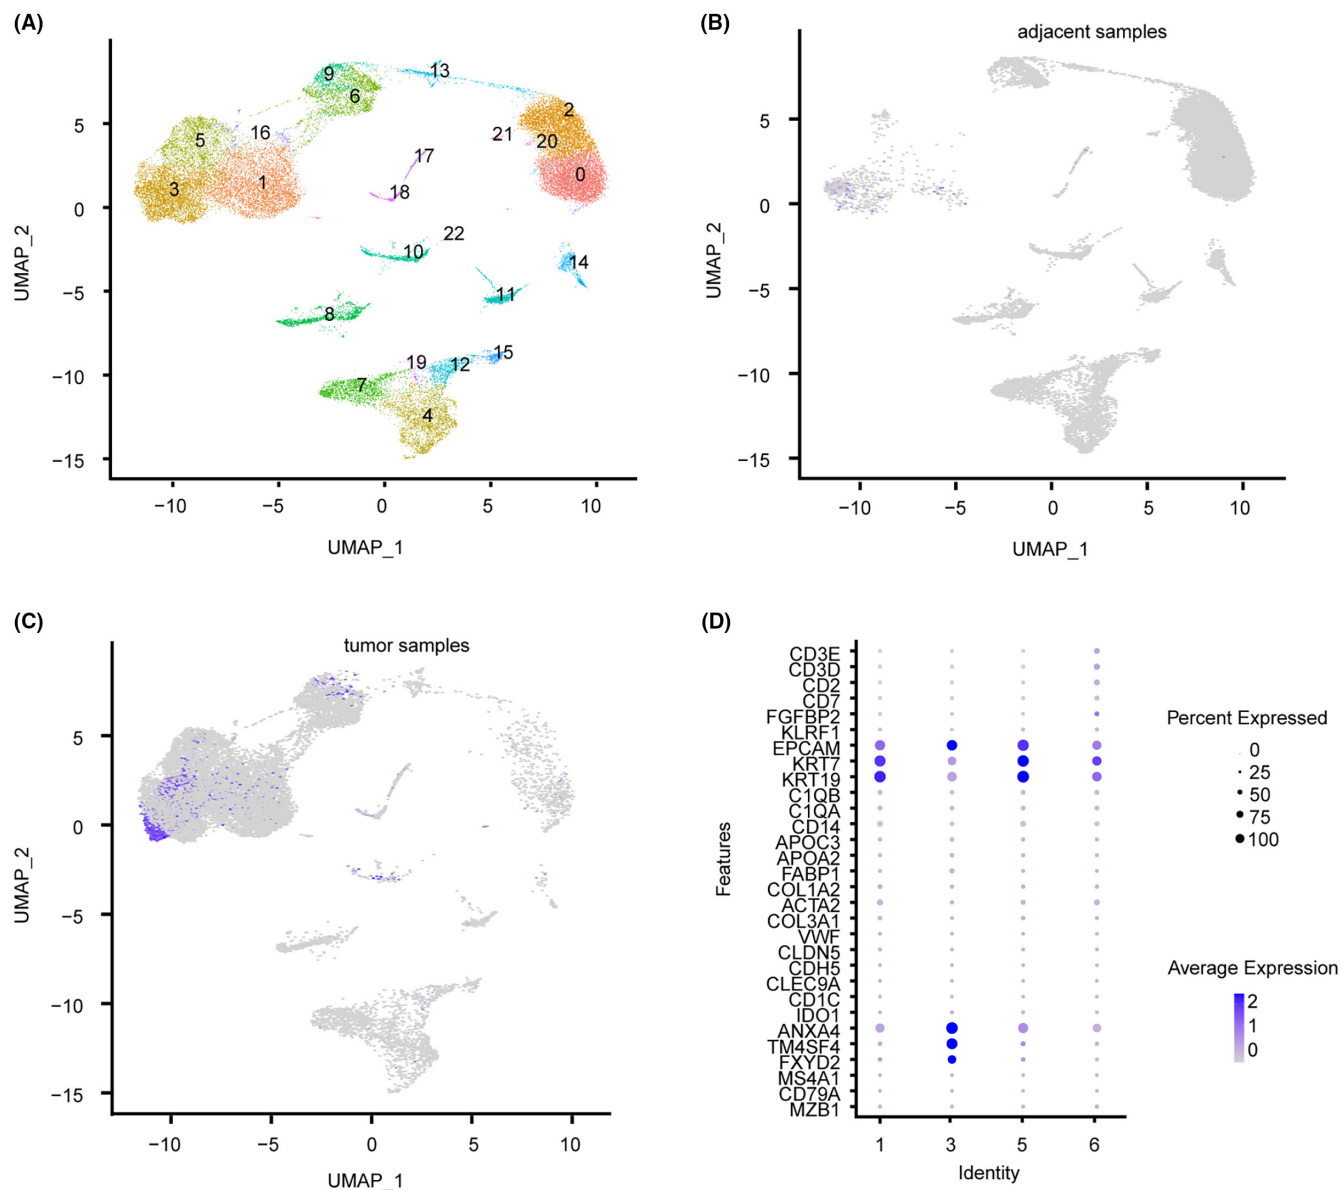 (A)
9
13
6
2
5
16
21
20
17
3
1
18
0
22
10
14
11
8
15
19
12
7
4
5
0
−5
−10
−15
−10
−5
0
5
10
UMAP_1
UMAP_2
(B)
adjacent samples
5
0
−5
−10
−15
−10
−5
0
5
10
UMAP_1
UMAP_2
(C)
tumor samples
5
0
−5
−10
−15
−10
−5
0
5
10
UMAP_1
UMAP_2
(D)
CD3E
CD3D
CD2
CD7
FGFBP2
KLRF1
EPCAM
KRT7
KRT19
C1QB
C1QA
CD14
APOC3
APOA2
FABP1
COL1A2
ACTA2
COL3A1
VWF
CLDN5
CDH5
CLEC9A
CD1C
IDO1
ANXA4
TM4SF4
FXYD2
MS4A1
CD79A
MZB1
Features
1 3 5 6
Identity
Percent Expressed
0
25
50
75
100
Average Expression
2
1
0